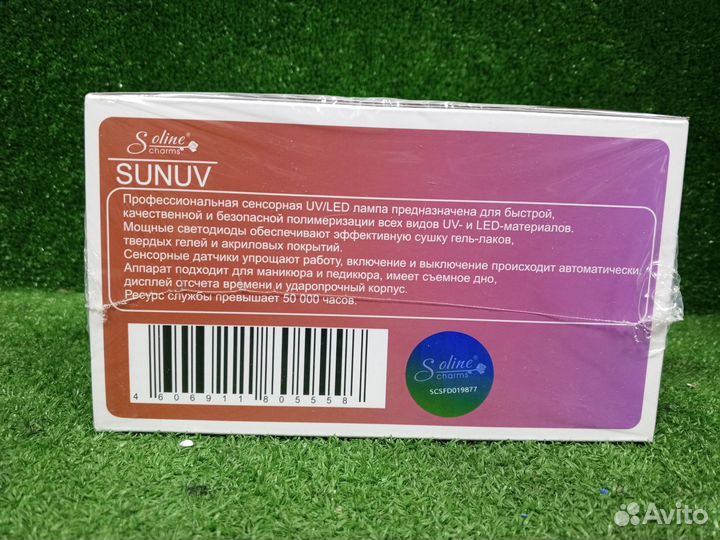 Soline®
charms
SUNUV
Профессиональная сенсорная UV/LED лампа предназначена для быстрой,
качественной и безопасной полимеризации всех видов UV- и LED-материалов.
Мощные светодиоды обеспечивают эффективную сушку гель-лаков,
твердых гелей и акриловых покрытий.
Сенсорные датчики упрощают работу, включение и выключение происходит автоматически.
Аппарат подходит для маникюра и педикюра, имеет съемное дно,
дисплей отсчета времени и ударопрочный корпус.
Ресурс службы превышает 50 000 часов.
4606911805558
Soline®
charms
SCSFD019877
Avito